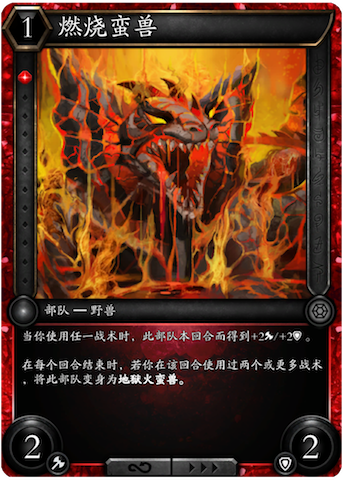 1 燃烧蛮兽
部队 — 野兽
当你使用任一战术时，此部队本回合而得到+2/+2。
在每个回合结束时，若你在该回合使用过两个或更多战术
，将此部队变身为地狱火蛮兽。
2 2